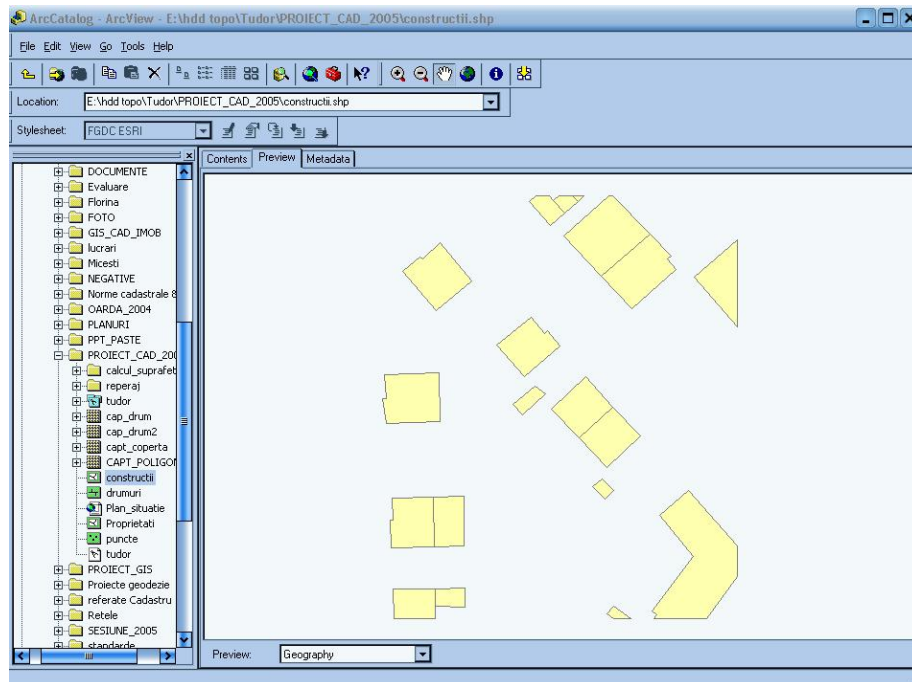 ArcCatalog - ArcView - E:\hdd topo\Tudor\PROIECT_CAD_2005\constructii.shp
File Edit View Go Tools Help
Location: E:\hdd topo\Tudor\PROIECT_CAD_2005\constructii.shp
Stylesheet: FGDC ESRI
Contents Preview Metadata
DOCUMENTE
Evaluare
Florina
FOTO
GIS_CAD_IMOB
lucrari
Micesti
NEGATIVE
Norme cadastrale
OARDA_2004
PLANURI
PPT_PASTE
PROIECT_CAD_200
calcul_suprafet
reperaj
tudor
cap_drum
cap_drum2
capt_coperta
CAPT_POLIGON
constructii
drumuri
Plan_situatie
Proprietati
puncte
tudor
PROIECT_GIS
Proiecte geodezie
referate Cadastru
Retele
SESIUNE_2005
standarde
Preview: Geography